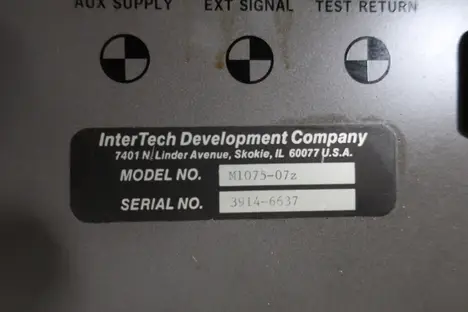 AUX SUPPLY EXT SIGNAL TEST RETURN
InterTech Development Company
7401 N. Linder Avenue, Skokie, IL 60077 U.S.A.
MODEL NO. M1075-07z
SERIAL NO. 3914-6637